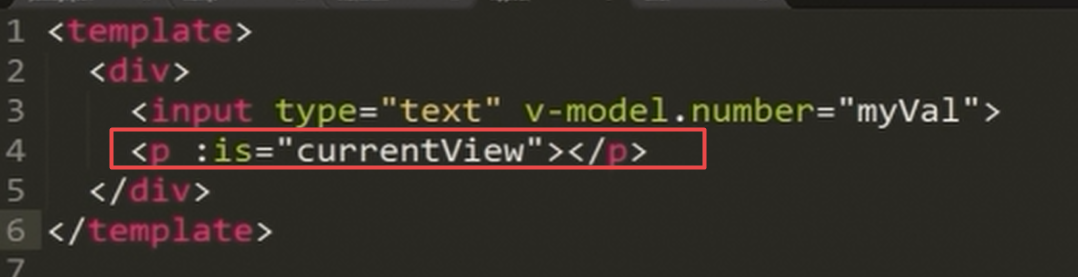 1 <template>
2   <div>
3     <input type="text" v-model.number="myVal">
4     <p :is="currentView"></p>
5   </div>
6 </template>
7